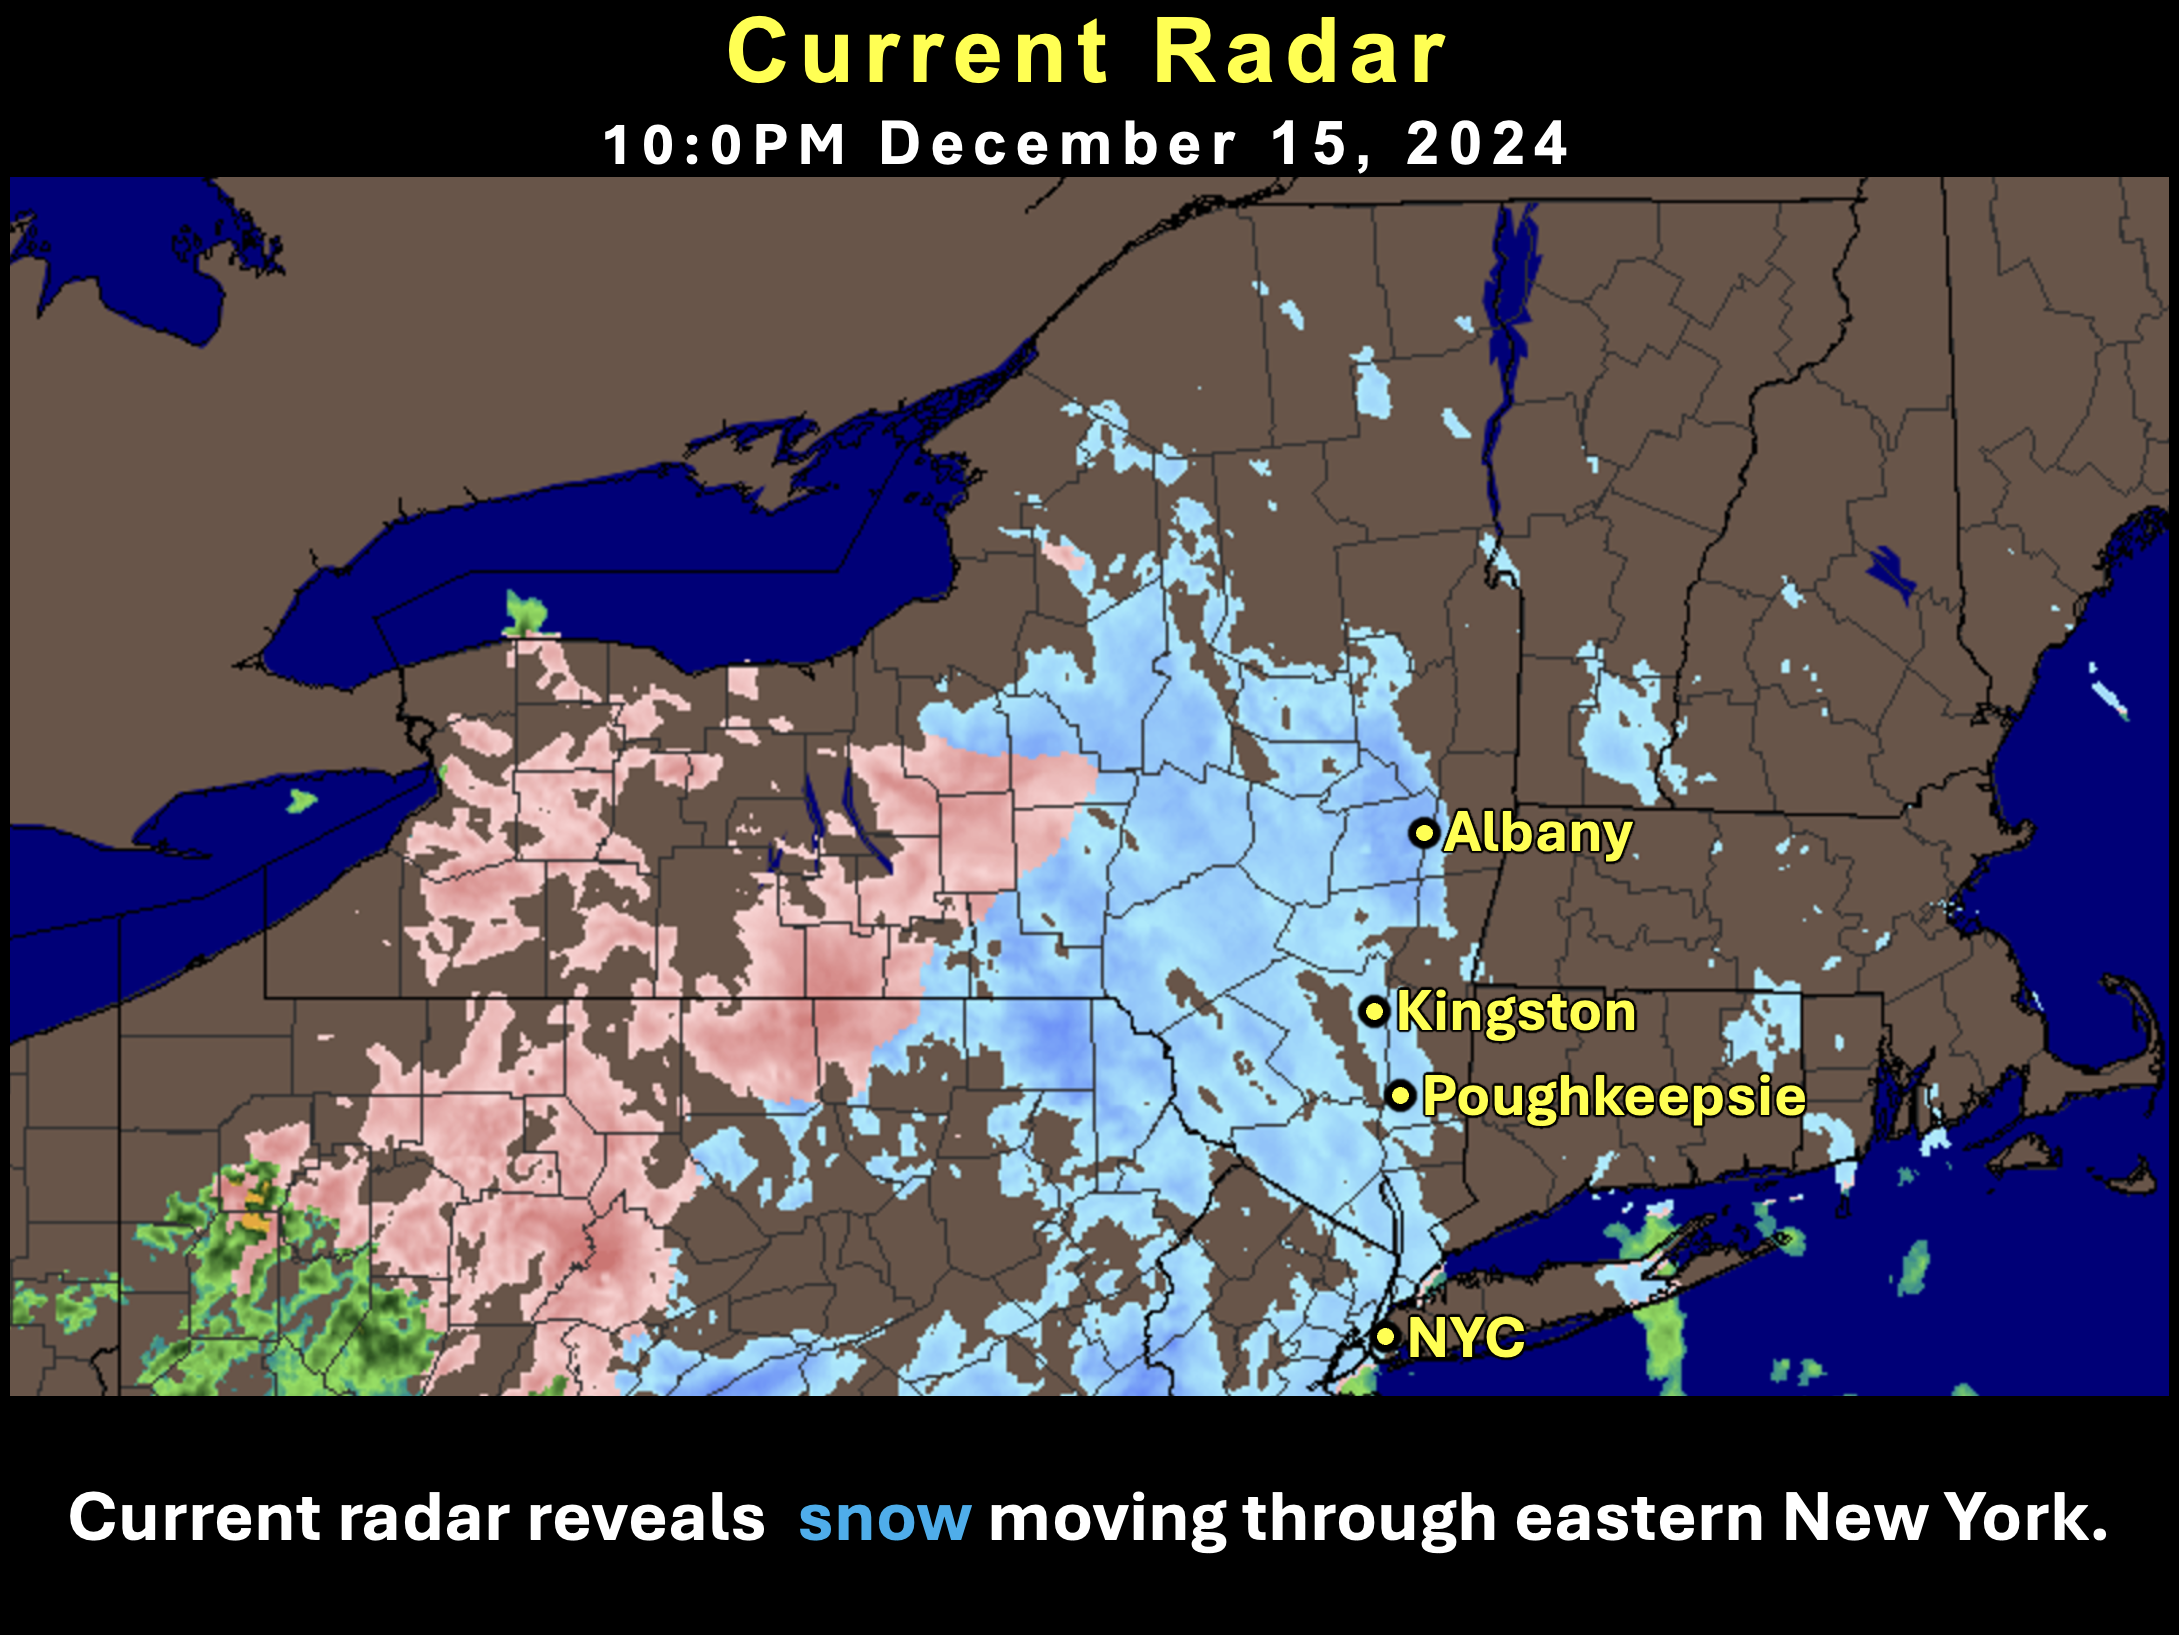 Current Radar
10:0PM December 15, 2024
Albany
Kingston
Poughkeepsie
NYC
Current radar reveals  snow moving through eastern New York.